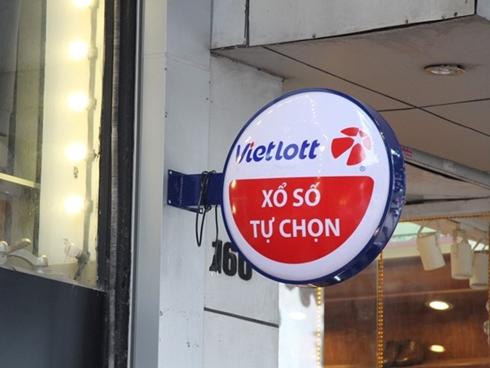 Vietlott
XỔ SỐ
TỰ CHỌN
160